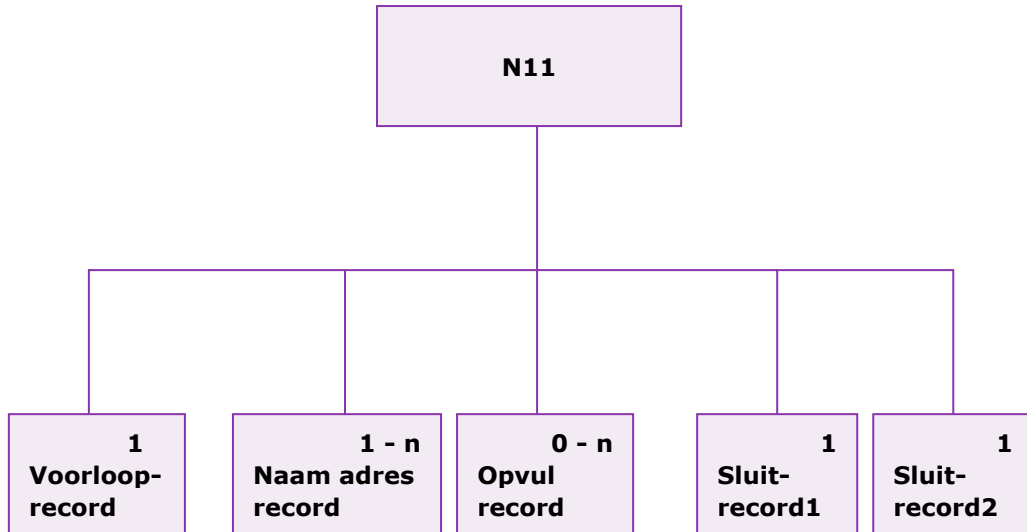 N11
1
Voorloop-
record
1 - n
Naam adres
record
0 - n
Opvul
record
1
Sluit-
record1
1
Sluit-
record2